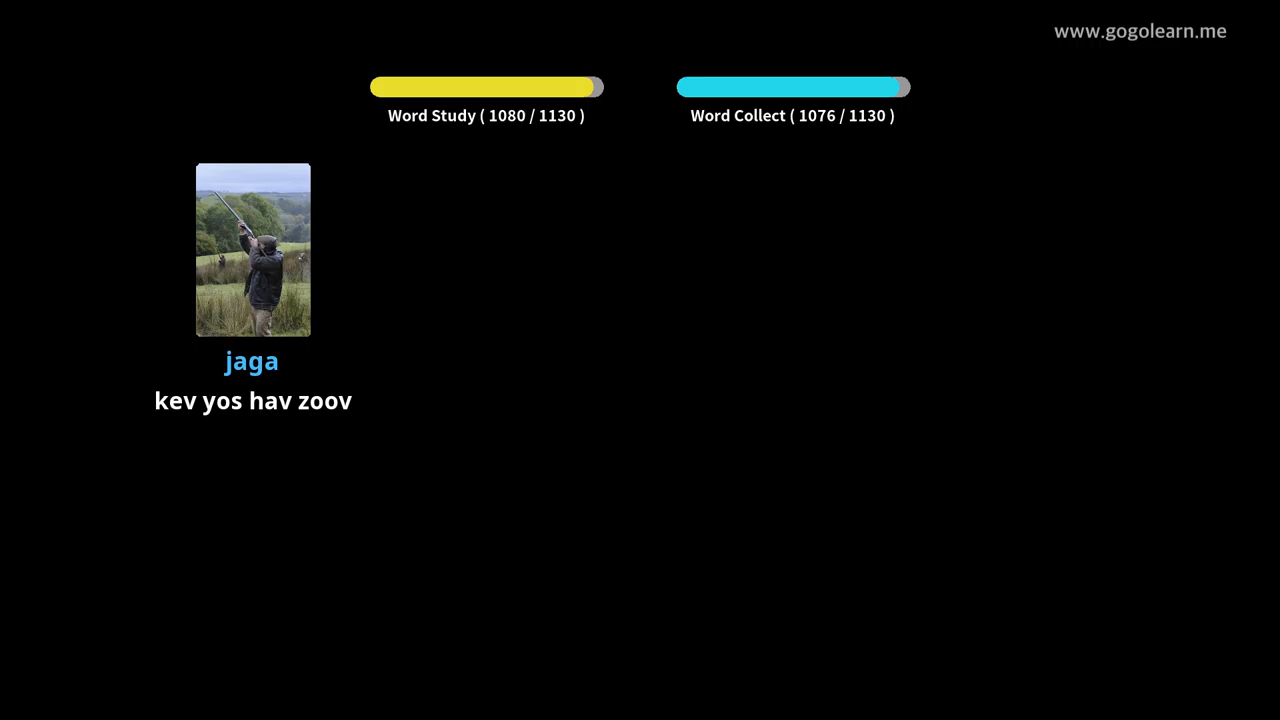 www.gogolearn.me
Word Study ( 1080 / 1130 )
Word Collect ( 1076 / 1130 )
jaga
kev yos hav zoov